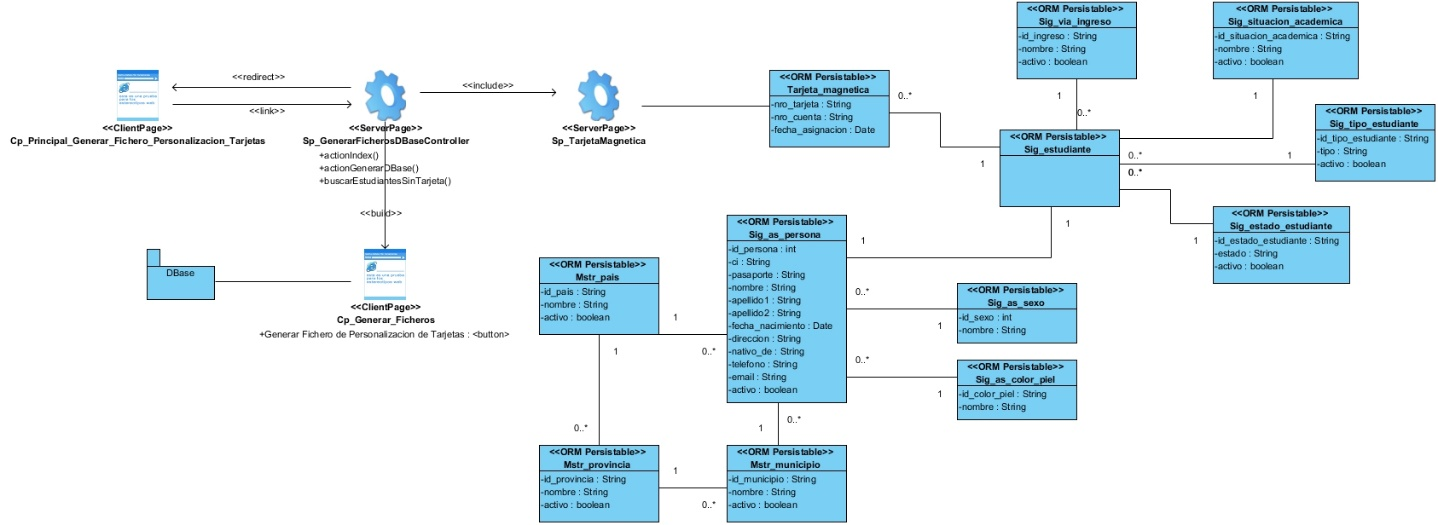 <<redirect>>
<<link>>
<<include>>
<<ClientPage>>
Cp_Principal_Generar_Fichero_Personalizacion_Tarjetas
<<ServerPage>>
Sp_GenerarFicherosDBaseController
+actionIndex()
+actionGenerarDBase()
+buscarEstudiantesSinTarjeta()
<<ServerPage>>
Sp_TarjetaMagnetica
<<build>>
DBase
<<ClientPage>>
Cp_Generar_Ficheros
+Generar Fichero de Personalizacion de Tarjetas : <button>
<<ORM Persistable>>
Tarjeta_magnetica
-nro_tarjeta : String
-nro_cuenta : String
-fecha_asignacion : Date
0..*
1
<<ORM Persistable>>
Sig_via_ingreso
-id_ingreso : String
-nombre : String
-activo : boolean
1
0..*
<<ORM Persistable>>
Sig_situacion_academica
-id_situacion_academica : String
-nombre : String
-activo : boolean
1
0..*
<<ORM Persistable>>
Sig_tipo_estudiante
-id_tipo_estudiante : String
-tipo : String
-activo : boolean
1
0..*
<<ORM Persistable>>
Sig_estudiante
1
<<ORM Persistable>>
Sig_estado_estudiante
-id_estado_estudiante : String
-estado : String
-activo : boolean
1
<<ORM Persistable>>
Sig_as_persona
-id_persona : int
-ci : String
-pasaporte : String
-nombre : String
-apellido1 : String
-apellido2 : String
-fecha_nacimiento : Date
-direccion : String
-nativo_de : String
-telefono : String
-email : String
-activo : boolean
1
0..*
1
<<ORM Persistable>>
Sig_as_sexo
-id_sexo : int
-nombre : String
0..*
1
<<ORM Persistable>>
Sig_as_color_piel
-id_color_piel : String
-nombre : String
<<ORM Persistable>>
Mstr_pais
-id_pais : String
-nombre : String
-activo : boolean
1
0..*
1
0..*
1
0..*
<<ORM Persistable>>
Mstr_provincia
-id_provincia : String
-nombre : String
-activo : boolean
1
0..*
<<ORM Persistable>>
Mstr_municipio
-id_municipio : String
-nombre : String
-activo : boolean